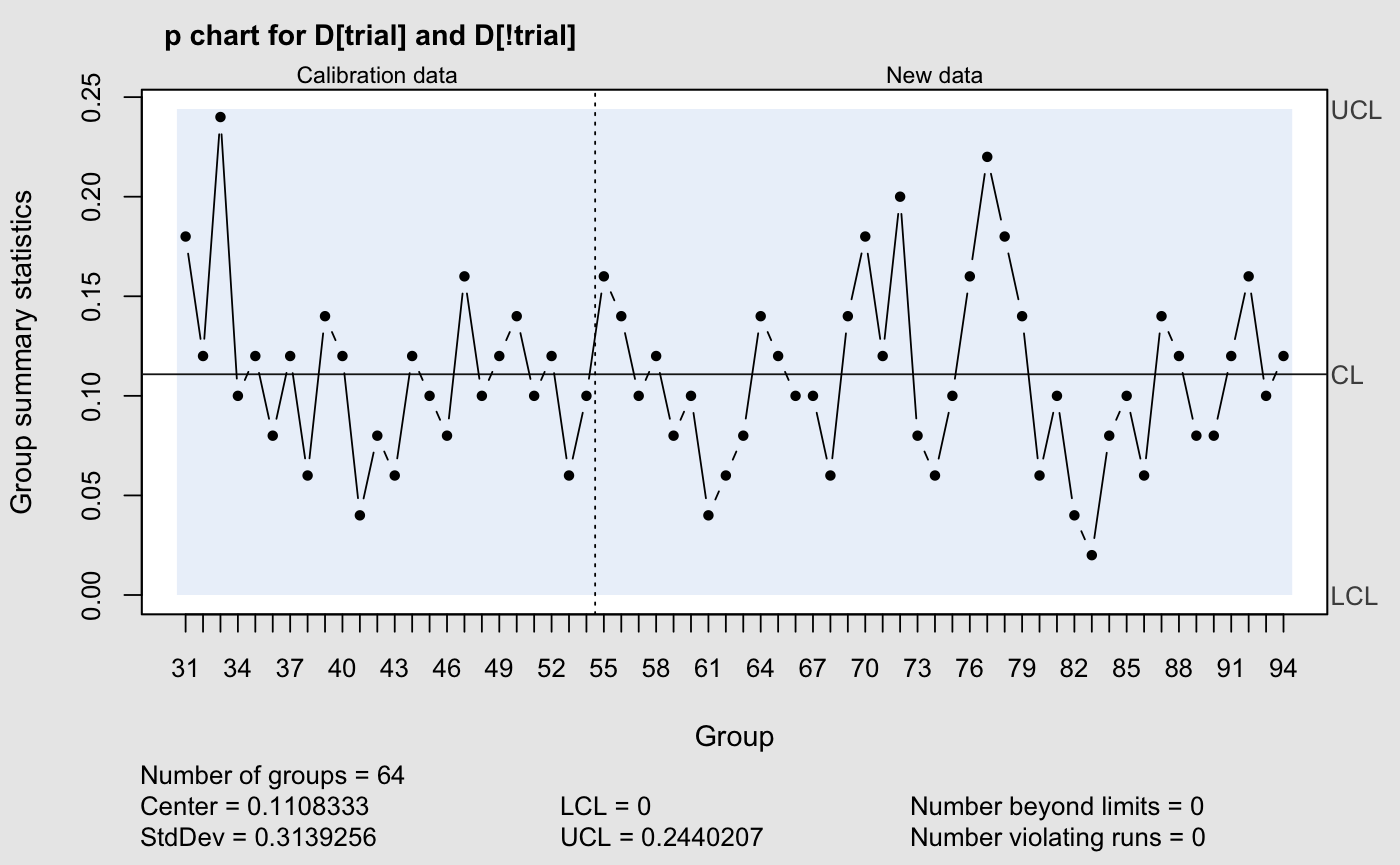 p chart for D[trial] and D[!trial]
Calibration data New data
Group summary statistics
0.25
0.20
0.15
0.10
0.05
0.00
UCL
CL
LCL
31 34 37 40 43 46 49 52 55 58 61 64 67 70 73 76 79 82 85 88 91 94
Group
Number of groups = 64
Center = 0.1108333 LCL = 0 Number beyond limits = 0
StdDev = 0.3139256 UCL = 0.2440207 Number violating runs = 0